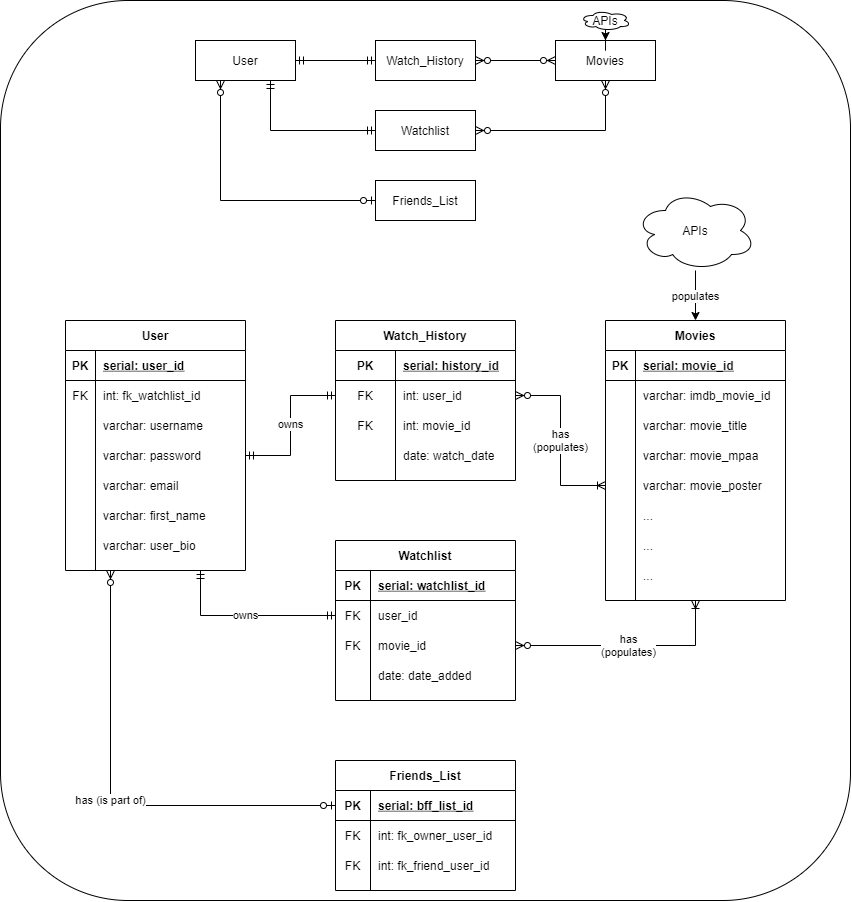 APIs
User
Watch_History
Movies
Watchlist
Friends_List
APIs
populates
User
PK serial: user_id
FK int: fk_watchlist_id
varchar: username
varchar: password
varchar: email
varchar: first_name
varchar: user_bio
owns
Watch_History
PK serial: history_id
FK int: user_id
FK int: movie_id
date: watch_date
has
(populates)
Movies
PK serial: movie_id
varchar: imdb_movie_id
varchar: movie_title
varchar: movie_mpaa
varchar: movie_poster
...
...
...
owns
Watchlist
PK serial: watchlist_id
FK user_id
FK movie_id
date: date_added
has
(populates)
has (is part of)
Friends_List
PK serial: bff_list_id
FK int: fk_owner_user_id
FK int: fk_friend_user_id